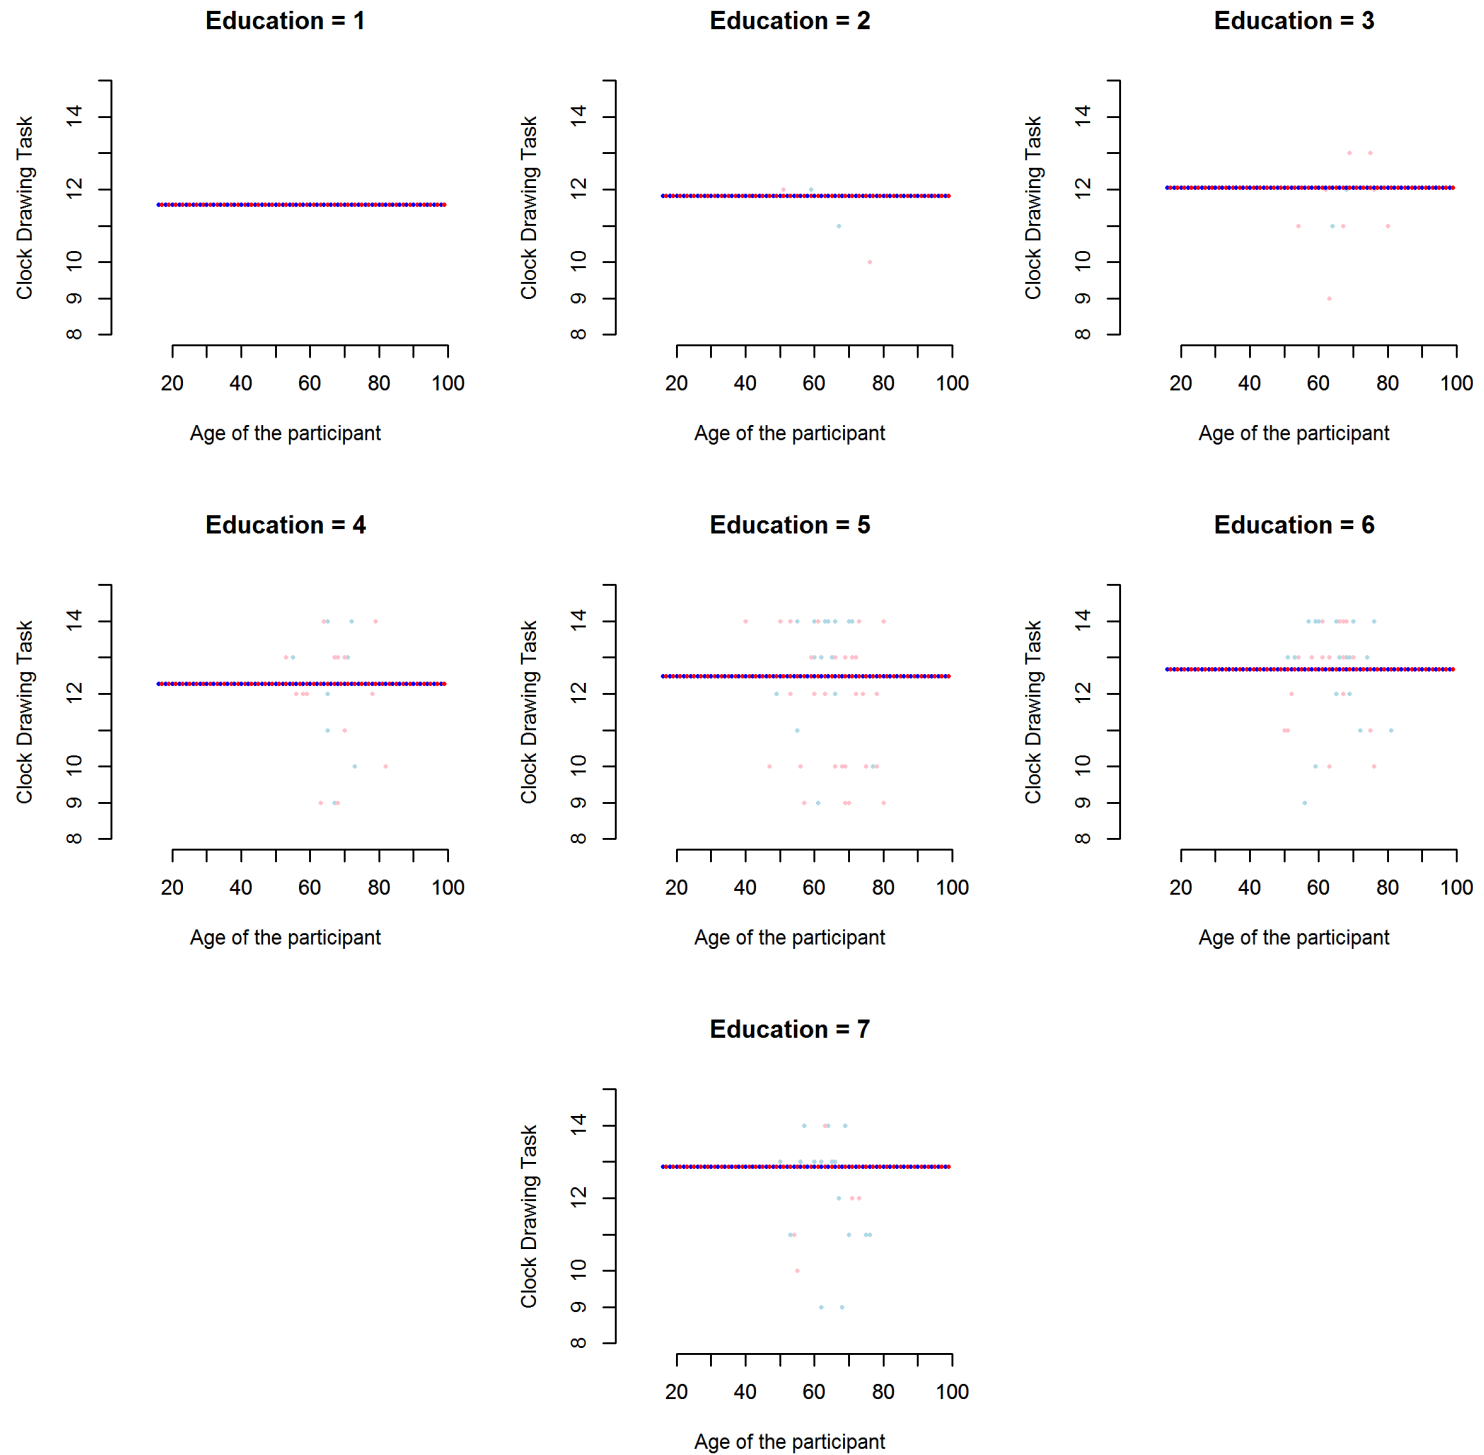 Education = 1
Clock Drawing Task
14
12
10
9
8
20 40 60 80 100
Age of the participant
Education = 2
Clock Drawing Task
14
12
10
9
8
20 40 60 80 100
Age of the participant
Education = 3
Clock Drawing Task
14
12
10
9
8
20 40 60 80 100
Age of the participant
Education = 4
Clock Drawing Task
14
12
10
9
8
20 40 60 80 100
Age of the participant
Education = 5
Clock Drawing Task
14
12
10
9
8
20 40 60 80 100
Age of the participant
Education = 6
Clock Drawing Task
14
12
10
9
8
20 40 60 80 100
Age of the participant
Education = 7
Clock Drawing Task
14
12
10
9
8
20 40 60 80 100
Age of the participant